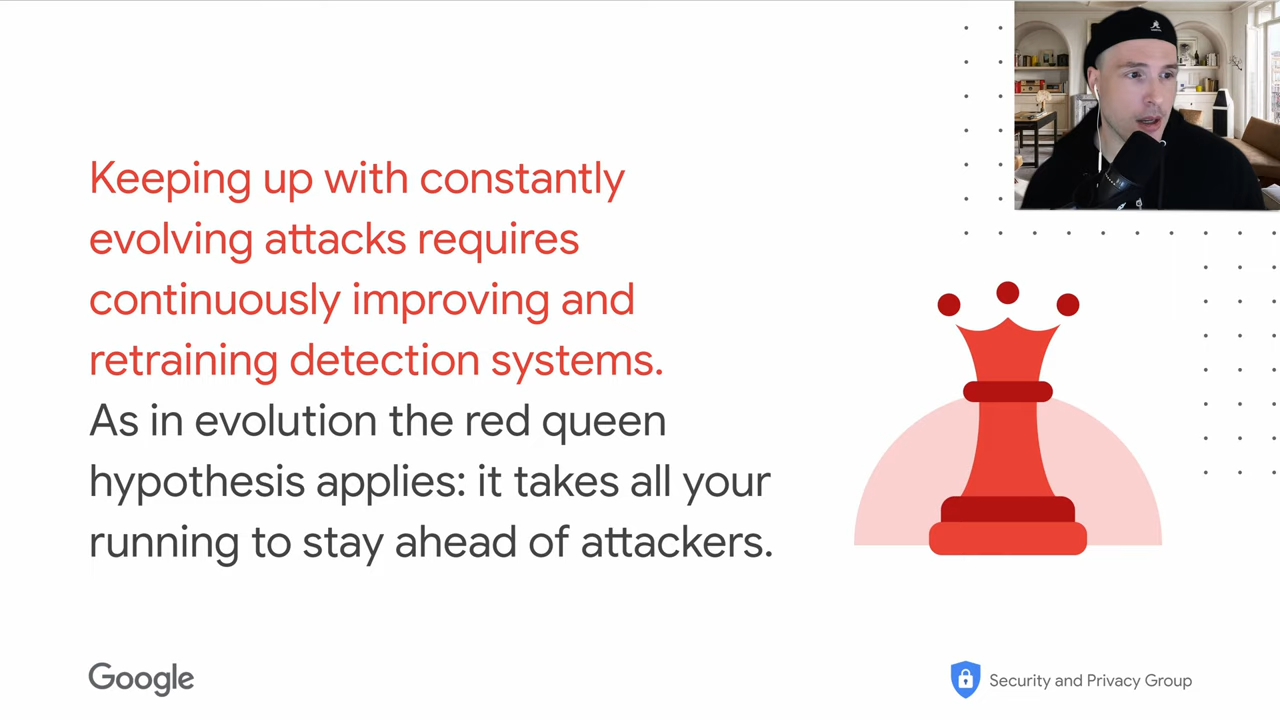 Keeping up with constantly
evolving attacks requires
continuously improving and
retraining detection systems.
As in evolution the red queen
hypothesis applies: it takes all your
running to stay ahead of attackers.
Google
Security and Privacy Group